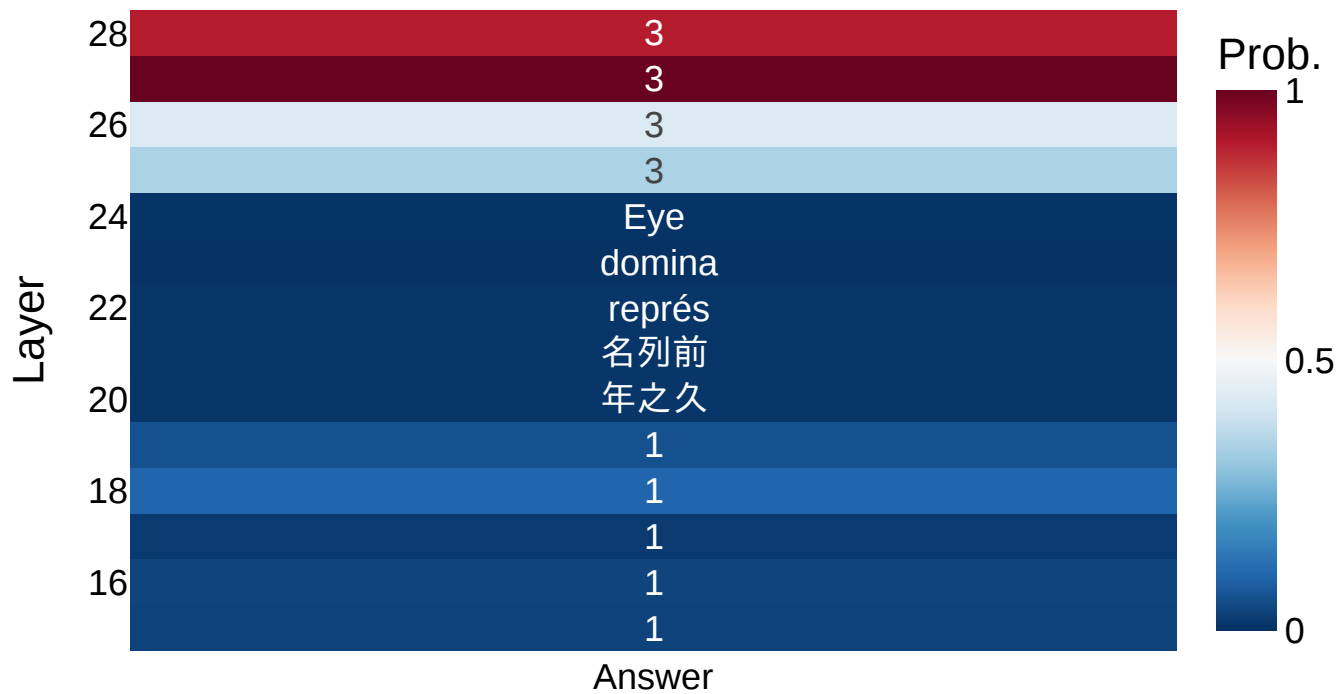 28 3
3
26 3
3
24 Eye
domina
22 représ
名列前
20 年之久
1
18 1
1
16 1
1
Layer
Answer
Prob.
1
0.5
0